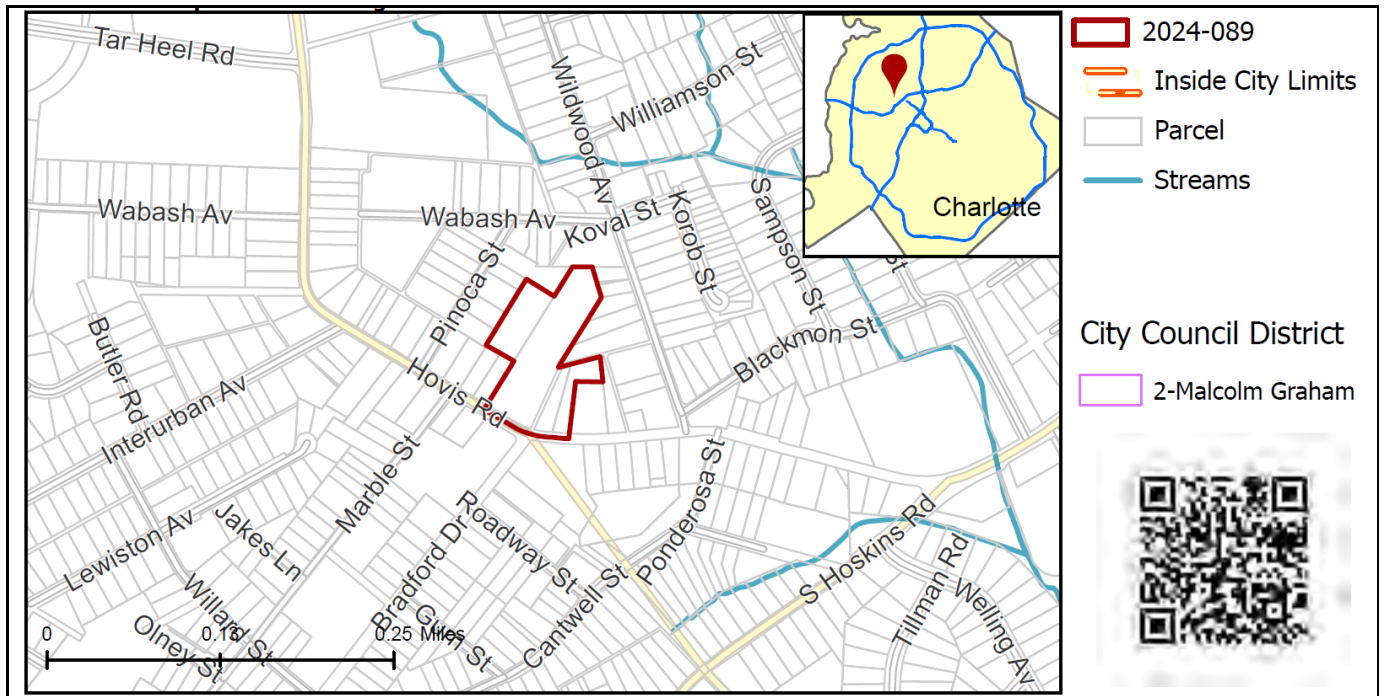 Tar Heel Rd
Wildwood Av
Williamson St
Wabash Av
Wabash Av
Koval St
Korob St
Sampson St
St
Pinoca St
Butler Rd
Hovis Rd
Blackmon St
Interurban Av
Marble St
Ponderosa St
Lewiston Av
Jakes Ln
Roadway St
Bradford Dr
S Hoskins Rd
Willard St
Gum St
Cantwell St
Tillman Rd
Welling Av
Olney St
0
0.13
0.25 Miles
Charlotte
2024-089
Inside City Limits
Parcel
Streams
City Council District
2-Malcolm Graham